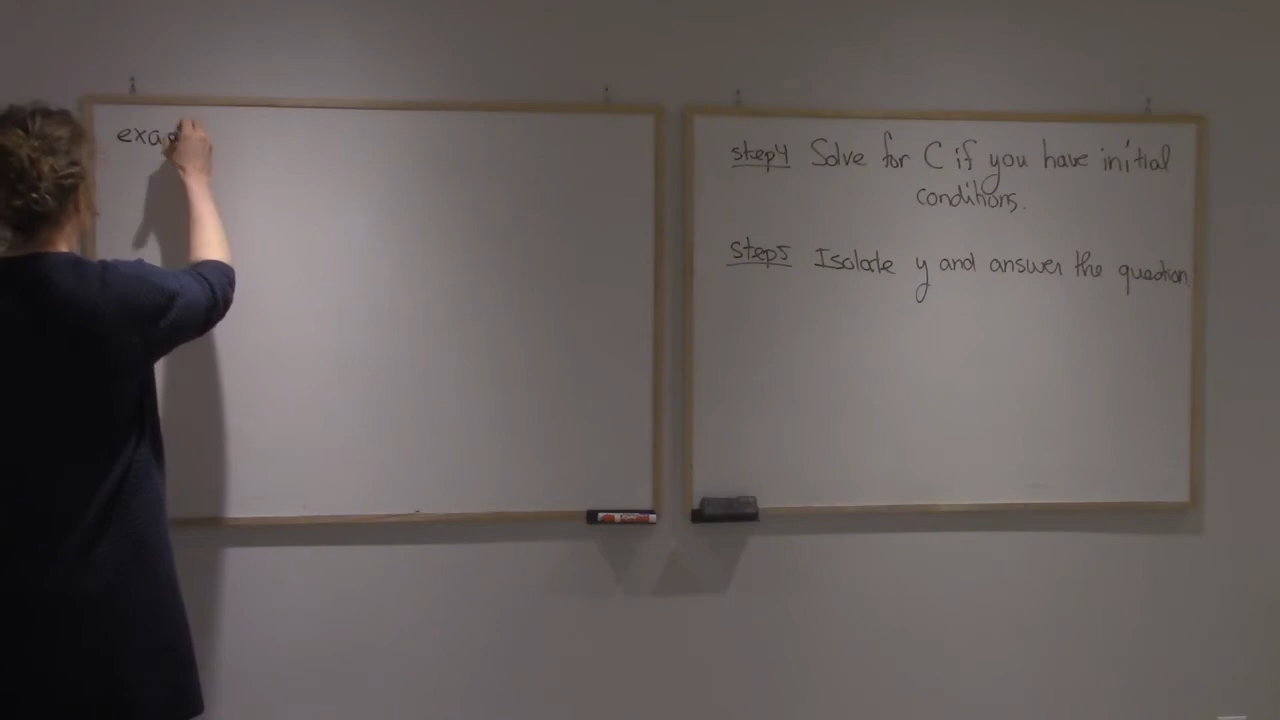 exa
step4 Solve for C if you have initial
conditions.
step5 Isolate y and answer the question